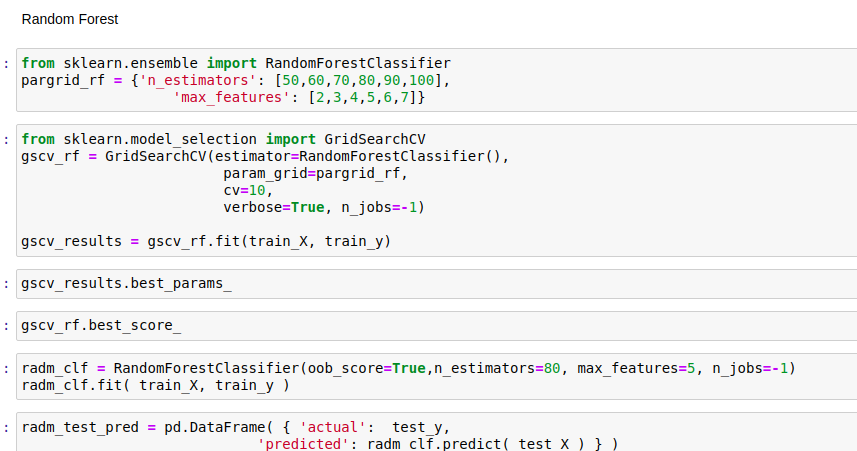 Random Forest
: from sklearn.ensemble import RandomForestClassifier
pargrid_rf = {'n_estimators': [50,60,70,80,90,100],
'max_features': [2,3,4,5,6,7]}
: from sklearn.model_selection import GridSearchCV
gscv_rf = GridSearchCV(estimator=RandomForestClassifier(),
param_grid=pargrid_rf,
cv=10,
verbose=True, n_jobs=-1)
gscv_results = gscv_rf.fit(train_X, train_y)
: gscv_results.best_params_
: gscv_rf.best_score_
: radm_clf = RandomForestClassifier(oob_score=True,n_estimators=80, max_features=5, n_jobs=-1)
radm_clf.fit( train_X, train_y )
: radm_test_pred = pd.DataFrame( { 'actual':  test_y,
'predicted': radm_clf.predict( test_X ) } )